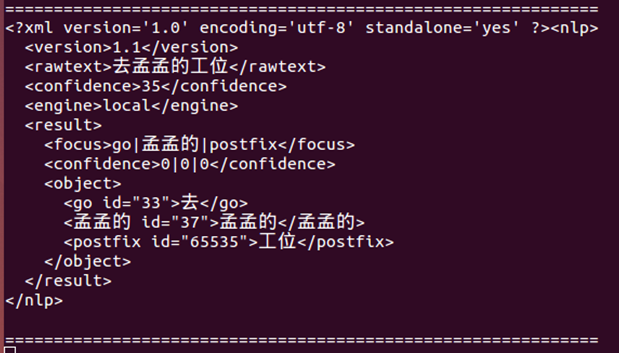 =============================================================
<?xml version='1.0' encoding='utf-8' standalone='yes' ?><nlp>
  <version>1.1</version>
  <rawtext>去孟孟的工位</rawtext>
  <confidence>35</confidence>
  <engine>local</engine>
  <result>
    <focus>go|孟孟的|postfix</focus>
    <confidence>0|0|0</confidence>
    <object>
      <go id="33">去</go>
      <孟孟的 id="37">孟孟的</孟孟的>
      <postfix id="65535">工位</postfix>
    </object>
  </result>
</nlp>
=============================================================